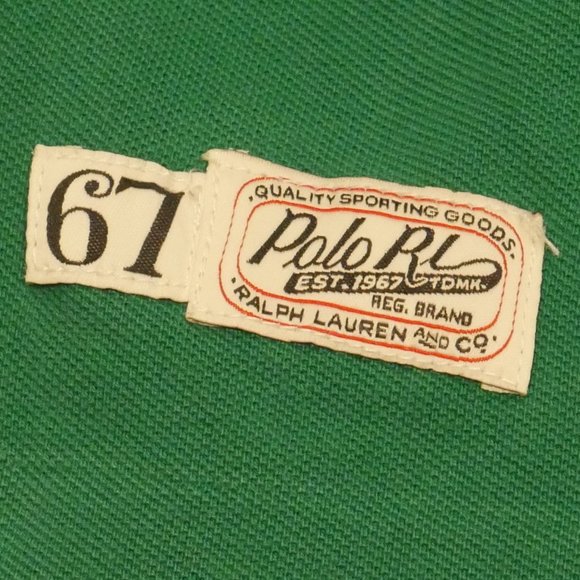 67
.QUALITY SPORTING GOODS.
Polo RL
EST. 1967 TDMK.
REG. BRAND
.RALPH LAUREN AND CO.